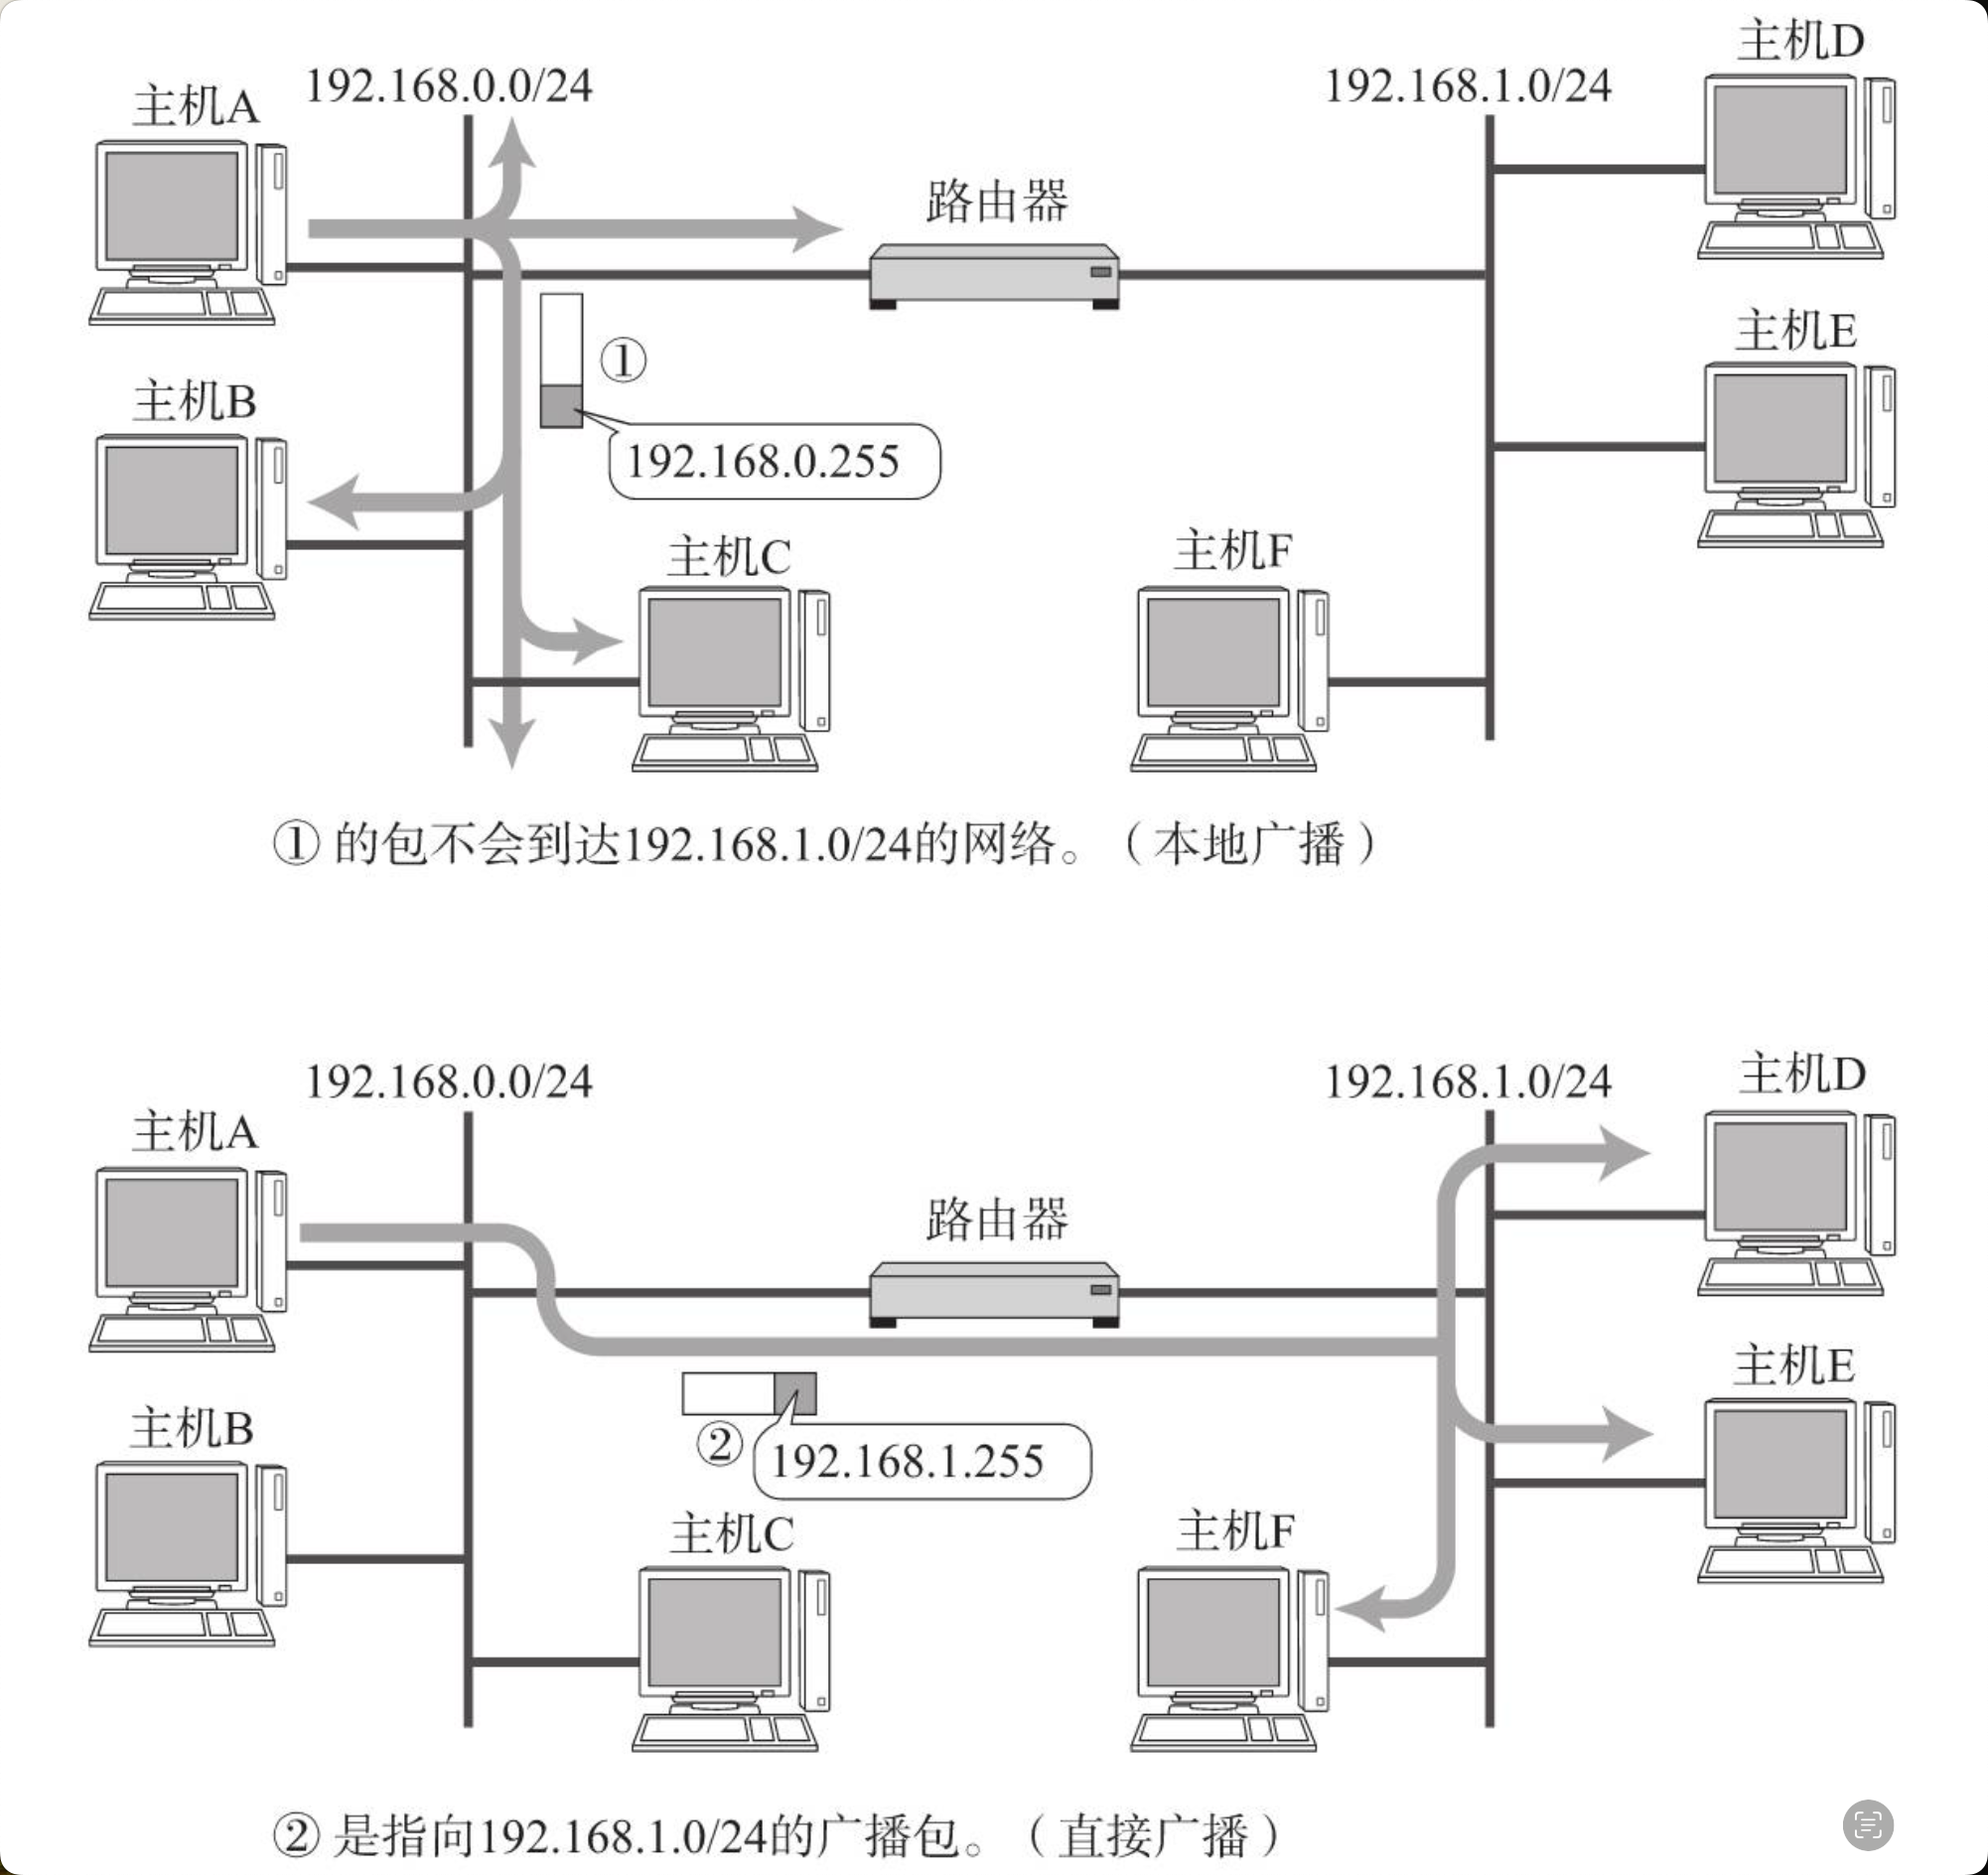 主机D
192.168.0.0/24
192.168.1.0/24
主机A
路由器
主机E
①
主机B
192.168.0.255
主机C
主机F
① 的包不会到达192.168.1.0/24的网络。（本地广播）
192.168.0.0/24
192.168.1.0/24
主机D
主机A
路由器
主机E
主机B
②
192.168.1.255
主机C
主机F
② 是指向192.168.1.0/24的广播包。（直接广播）